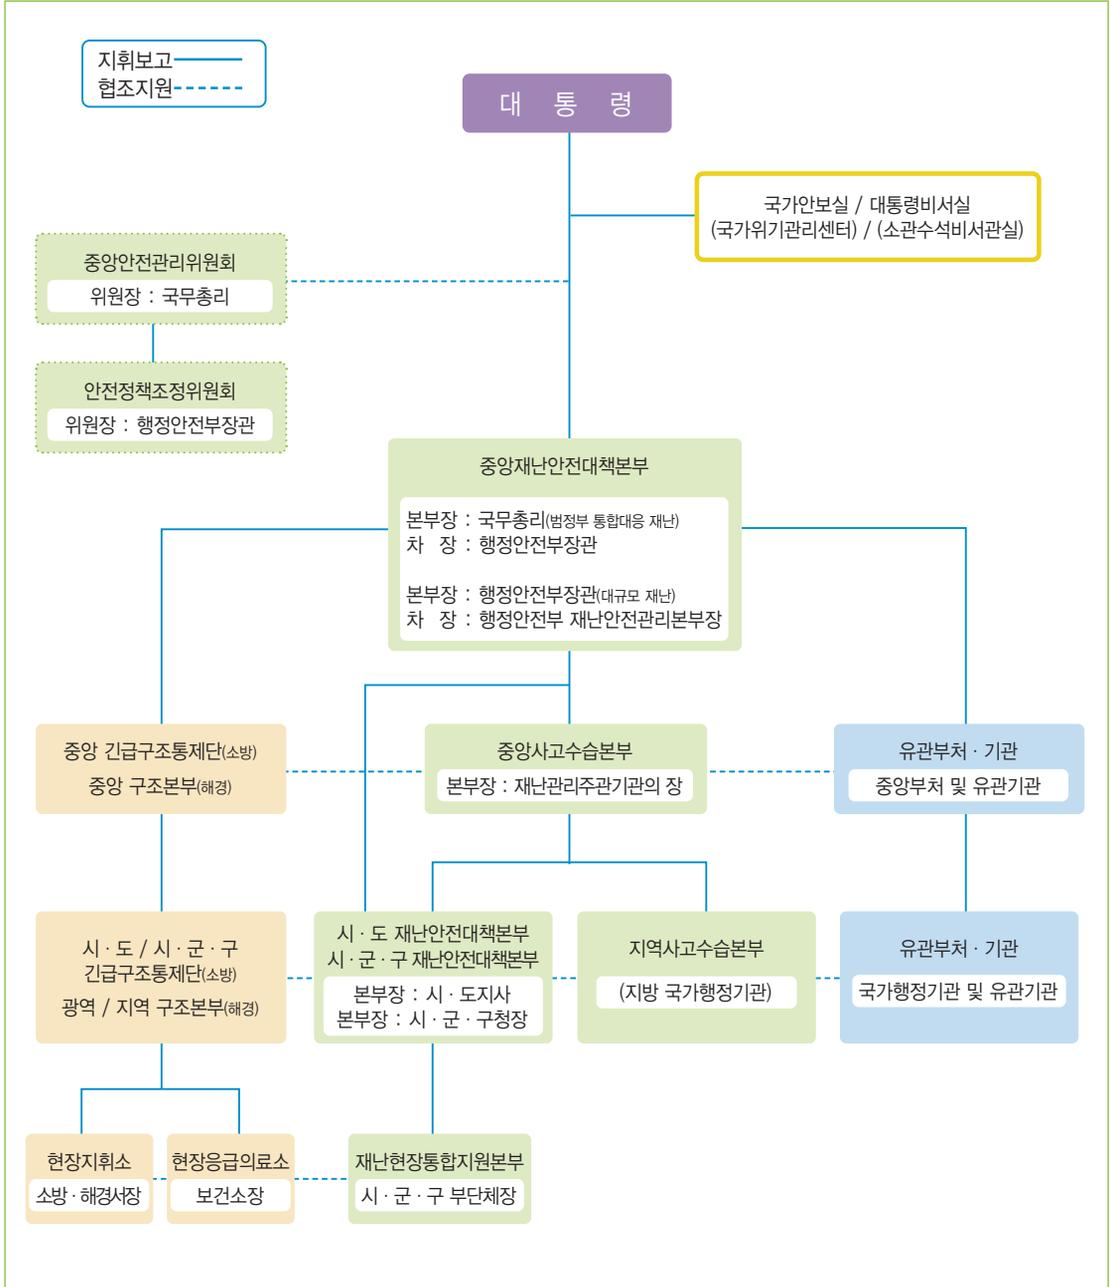 지휘보고
협조지원
대 통 령
국가안보실 / 대통령비서실
(국가위기관리센터) / (소관수석비서관실)
중앙안전관리위원회
위원장 : 국무총리
안전정책조정위원회
위원장 : 행정안전부장관
중앙재난안전대책본부
본부장 : 국무총리(범정부 통합대응 재난)
차 장 : 행정안전부장관
본부장 : 행정안전부장관(대규모 재난)
차 장 : 행정안전부 재난안전관리본부장
중앙 긴급구조통제단(소방)
중앙 구조본부(해경)
중앙사고수습본부
본부장 : 재난관리주관기관의 장
유관부처 · 기관
중앙부처 및 유관기관
시 · 도 / 시 · 군 · 구
긴급구조통제단(소방)
광역 / 지역 구조본부(해경)
시 · 도 재난안전대책본부
시 · 군 · 구 재난안전대책본부
본부장 : 시 · 도지사
본부장 : 시 · 군 · 구청장
지역사고수습본부
(지방 국가행정기관)
유관부처 · 기관
국가행정기관 및 유관기관
현장지휘소
소방 · 해경서장
현장응급의료소
보건소장
재난현장통합지원본부
시 · 군 · 구 부단체장